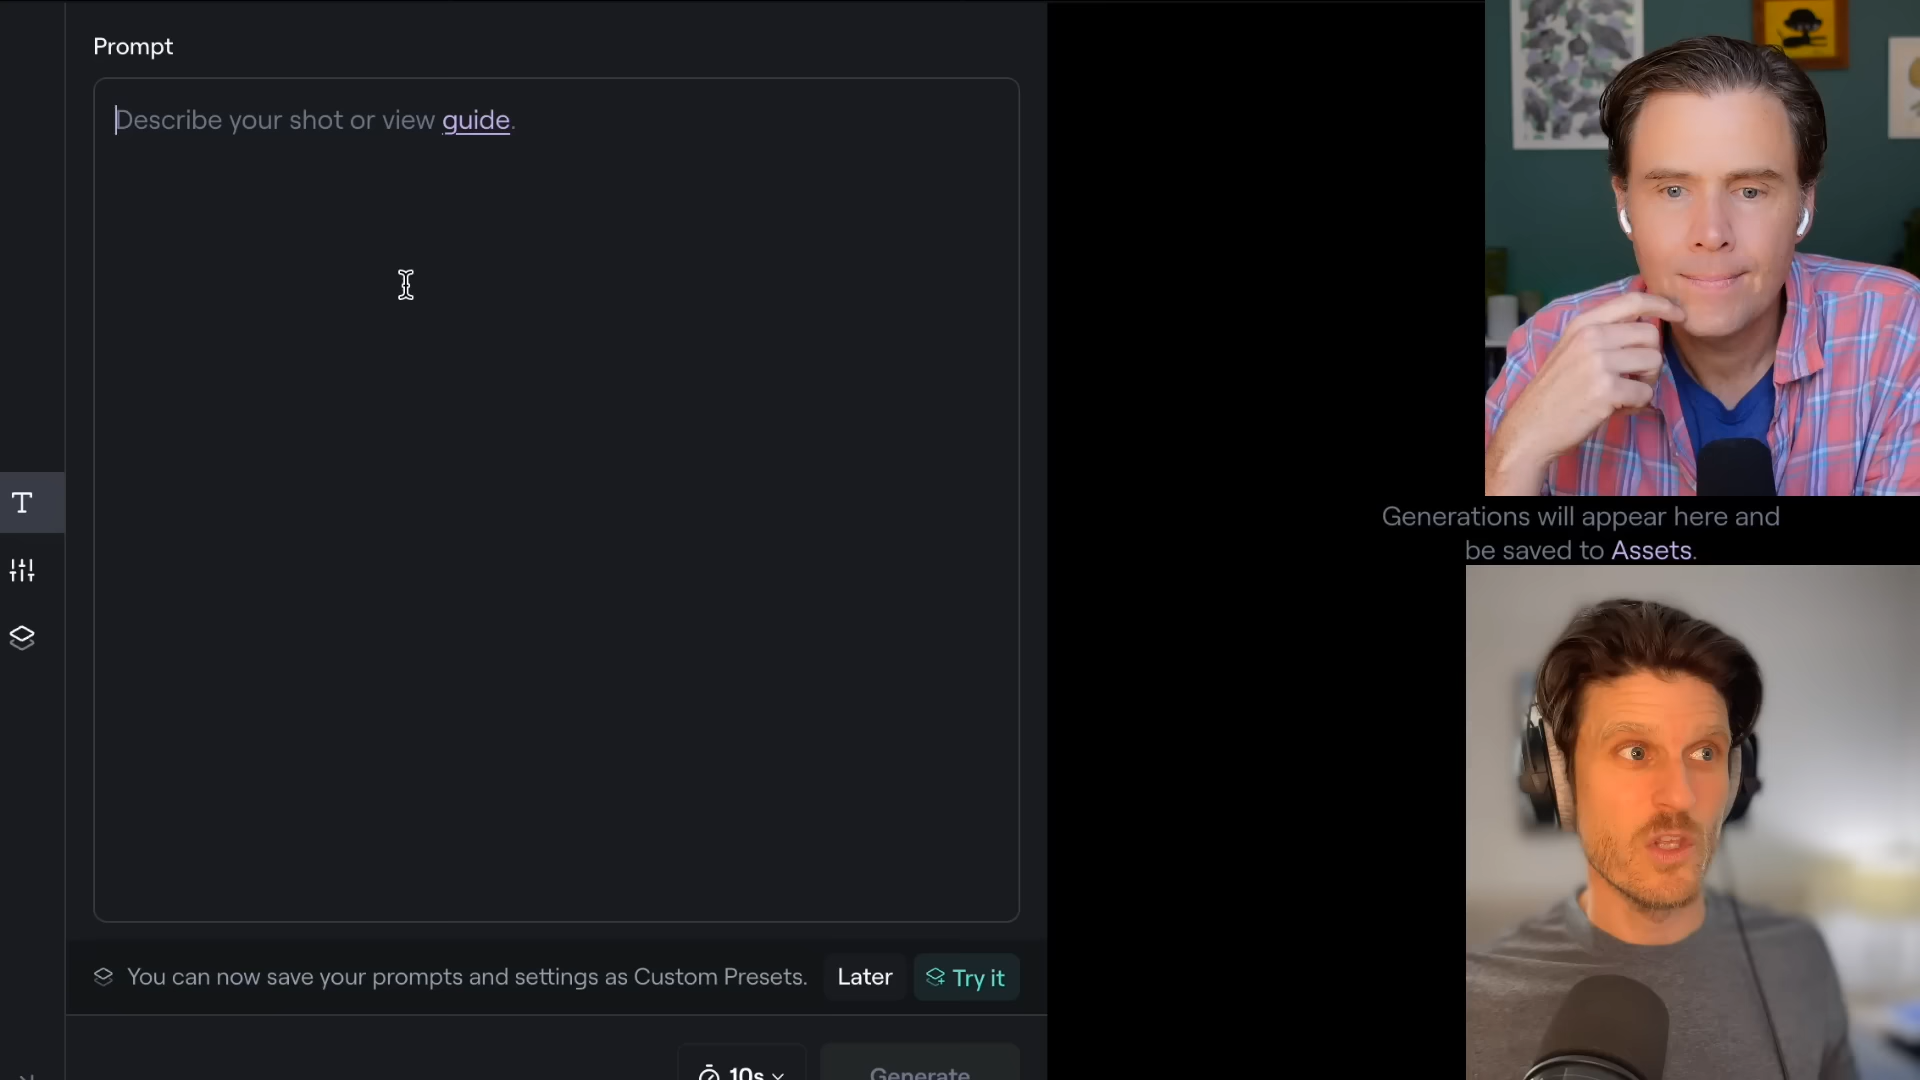 Prompt
Describe your shot or view guide.
T
Generations will appear here and
be saved to Assets.
You can now save your prompts and settings as Custom Presets.
Later
Try it
10s
Generate